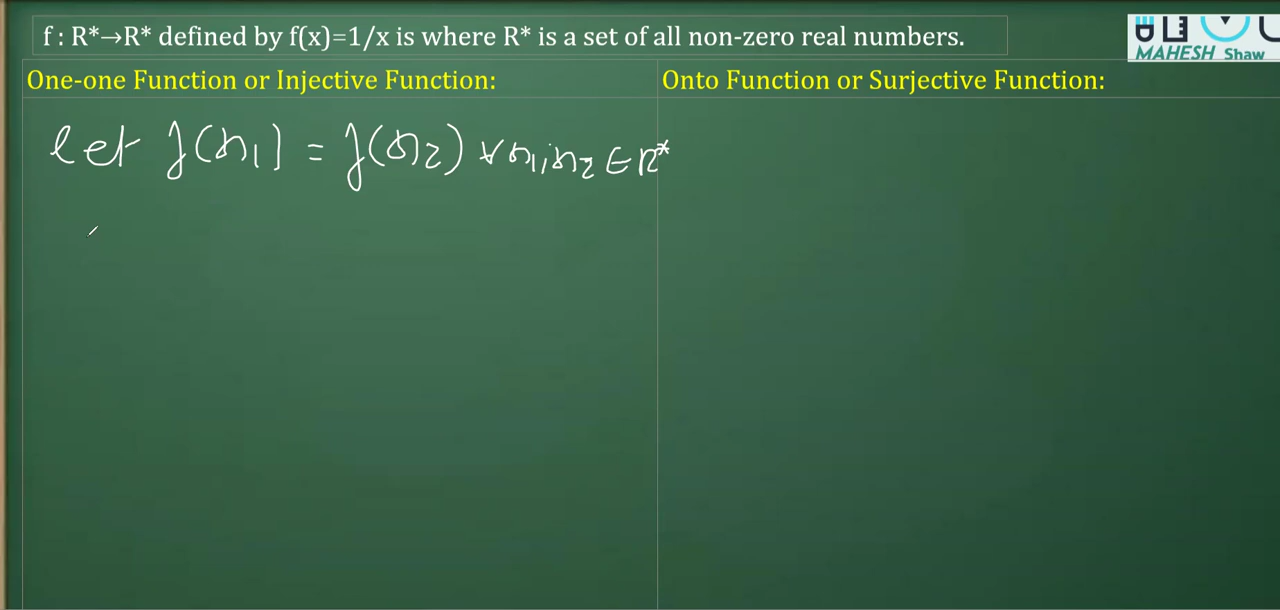 f : R*→R* defined by f(x)=1/x is where R* is a set of all non-zero real numbers.
MAHESH Shaw
One-one Function or Injective Function:
Onto Function or Surjective Function:
let f(x₁) = f(x₂) ∀ x₁, x₂ ∈ R*